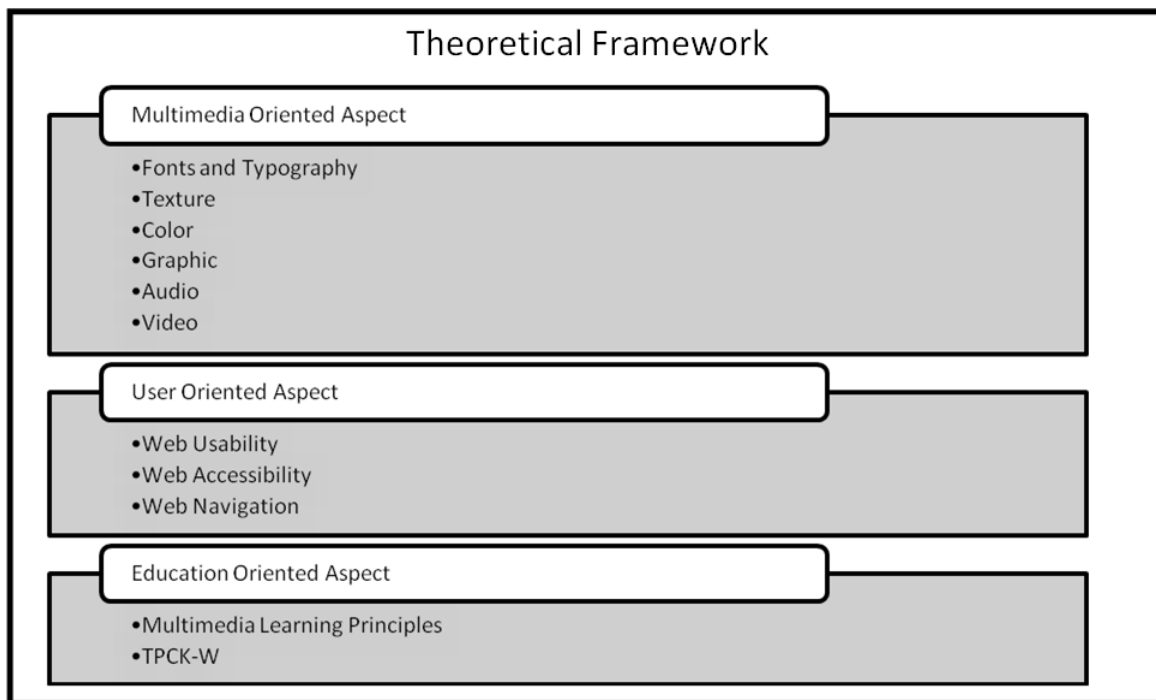 Theoretical Framework
Multimedia Oriented Aspect
•Fonts and Typography
•Texture
•Color
•Graphic
•Audio
•Video
User Oriented Aspect
•Web Usability
•Web Accessibility
•Web Navigation
Education Oriented Aspect
•Multimedia Learning Principles
•TPCK-W